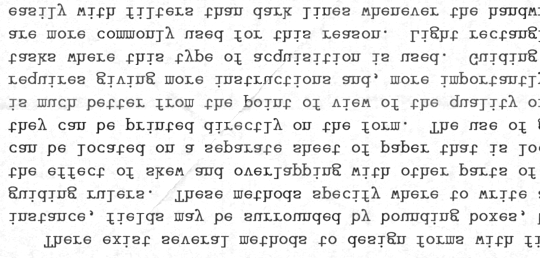 There exist several methods to design forms with fi
instance, fields may be surrounded by bounding boxes,
guiding rulers. These methods specify where to write
the effect of skew and overlapping with other parts of
can be located on a separate sheet of paper that is loc
they can be printed directly on the form. The use of g
is much better from the point of view of the quality o
requires giving more instructions and, more importantly
tasks where this type of acquisition is used. Guiding
are more commonly used for this reason. Light rectang
easily with filters than dark lines whenever the handw